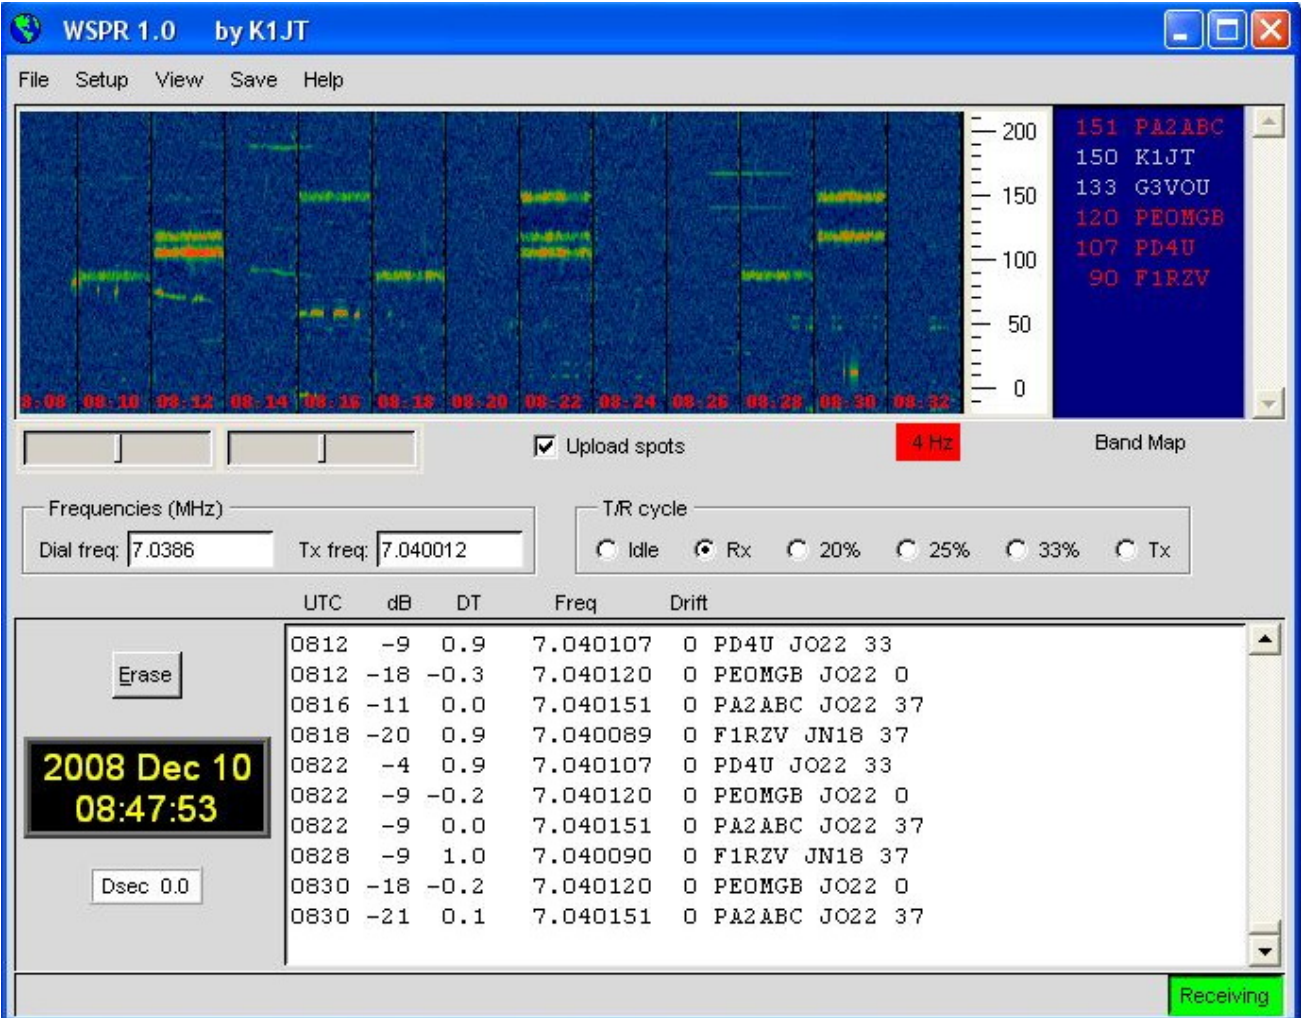 WSPR 1.0 by K1JT
File Setup View Save Help
200
150
100
50
0
8:08 08:10 08:12 08:14 08:16 08:18 08:20 08:22 08:24 08:26 08:28 08:30 08:32
151 PA2ABC
150 K1JT
133 G3VOU
120 PE0MGB
107 PD4U
90 F1RZV
Upload spots 4 Hz Band Map
Frequencies (MHz) T/R cycle
Dial freq: 7.0386 Tx freq: 7.040012 Idle Rx 20% 25% 33% Tx
UTC dB DT Freq Drift
0812 -9 0.9 7.040107 0 PD4U JO22 33
0812 -18 -0.3 7.040120 0 PE0MGB JO22 0
0816 -11 0.0 7.040151 0 PA2ABC JO22 37
0818 -20 0.9 7.040089 0 F1RZV JN18 37
0822 -4 0.9 7.040107 0 PD4U JO22 33
0822 -9 -0.2 7.040120 0 PE0MGB JO22 0
0822 -9 0.0 7.040151 0 PA2ABC JO22 37
0828 -9 1.0 7.040090 0 F1RZV JN18 37
0830 -18 -0.2 7.040120 0 PE0MGB JO22 0
0830 -21 0.1 7.040151 0 PA2ABC JO22 37
Erase
2008 Dec 10
08:47:53
Dsec 0.0
Receiving